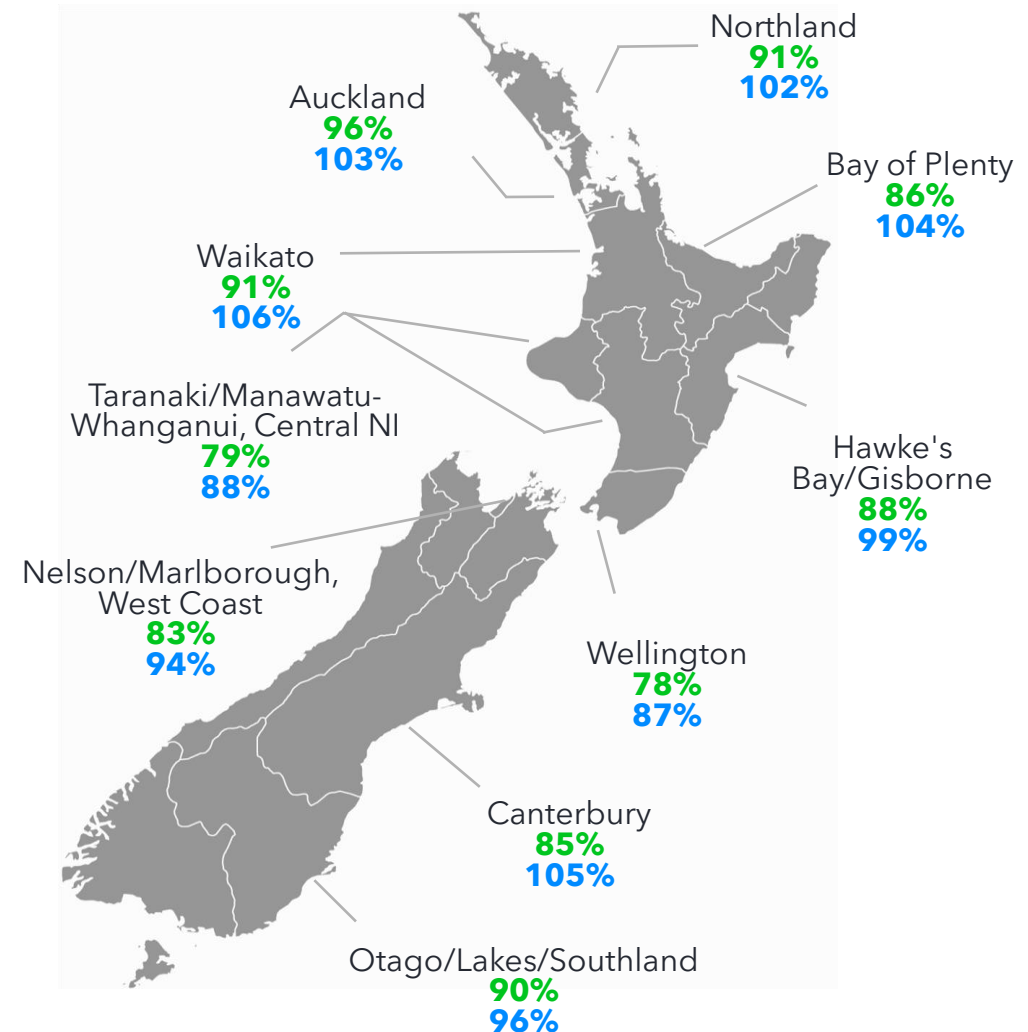 Northland
91%
102%
Auckland
96%
103%
Bay of Plenty
86%
104%
Waikato
91%
106%
Taranaki/Manawatu-
Whanganui, Central NI
79%
88%
Hawke's
Bay/Gisborne
88%
99%
Nelson/Marlborough,
West Coast
83%
94%
Wellington
78%
87%
Canterbury
85%
105%
Otago/Lakes/Southland
90%
96%